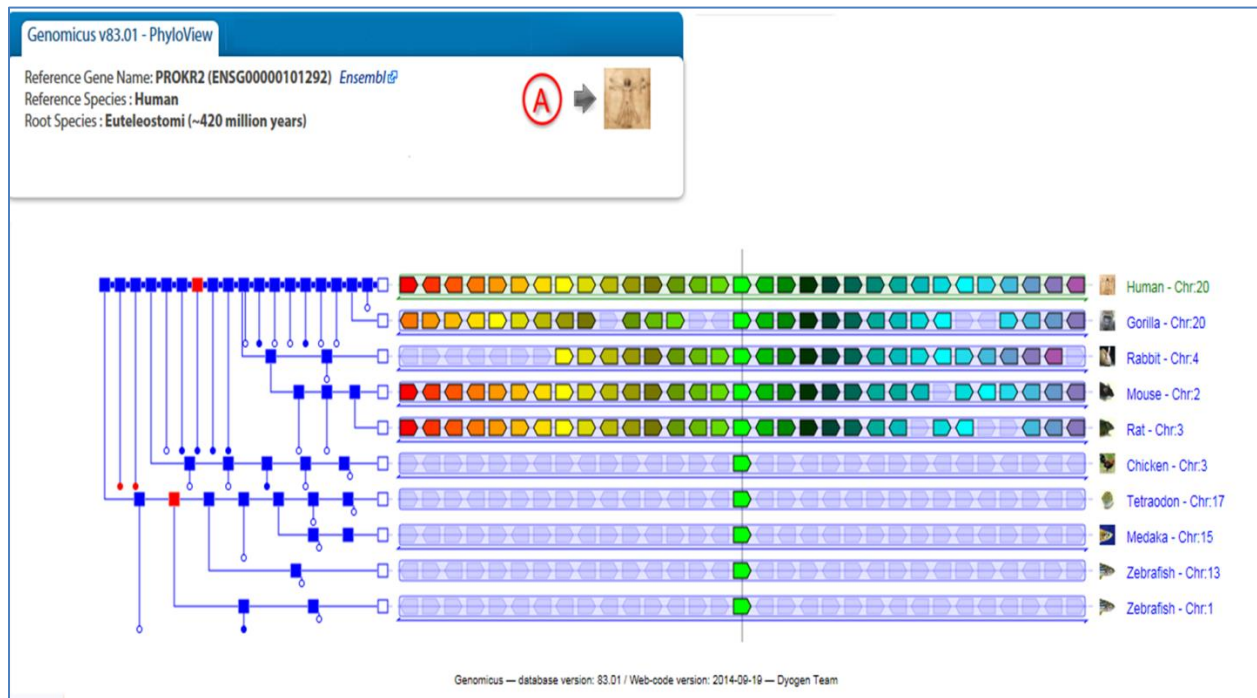 Genomicus v83.01 - PhyloView
Reference Gene Name: PROKR2 (ENSG00000101292) Ensembl
Reference Species : Human
Root Species : Euteleostomi (~420 million years)
A
Human - Chr:20
Gorilla - Chr:20
Rabbit - Chr:4
Mouse - Chr:2
Rat - Chr:3
Chicken - Chr:3
Tetraodon - Chr:17
Medaka - Chr:15
Zebrafish - Chr:13
Zebrafish - Chr:1
Genomicus — database version: 83.01 / Web-code version: 2014-09-19 — Dyogen Team